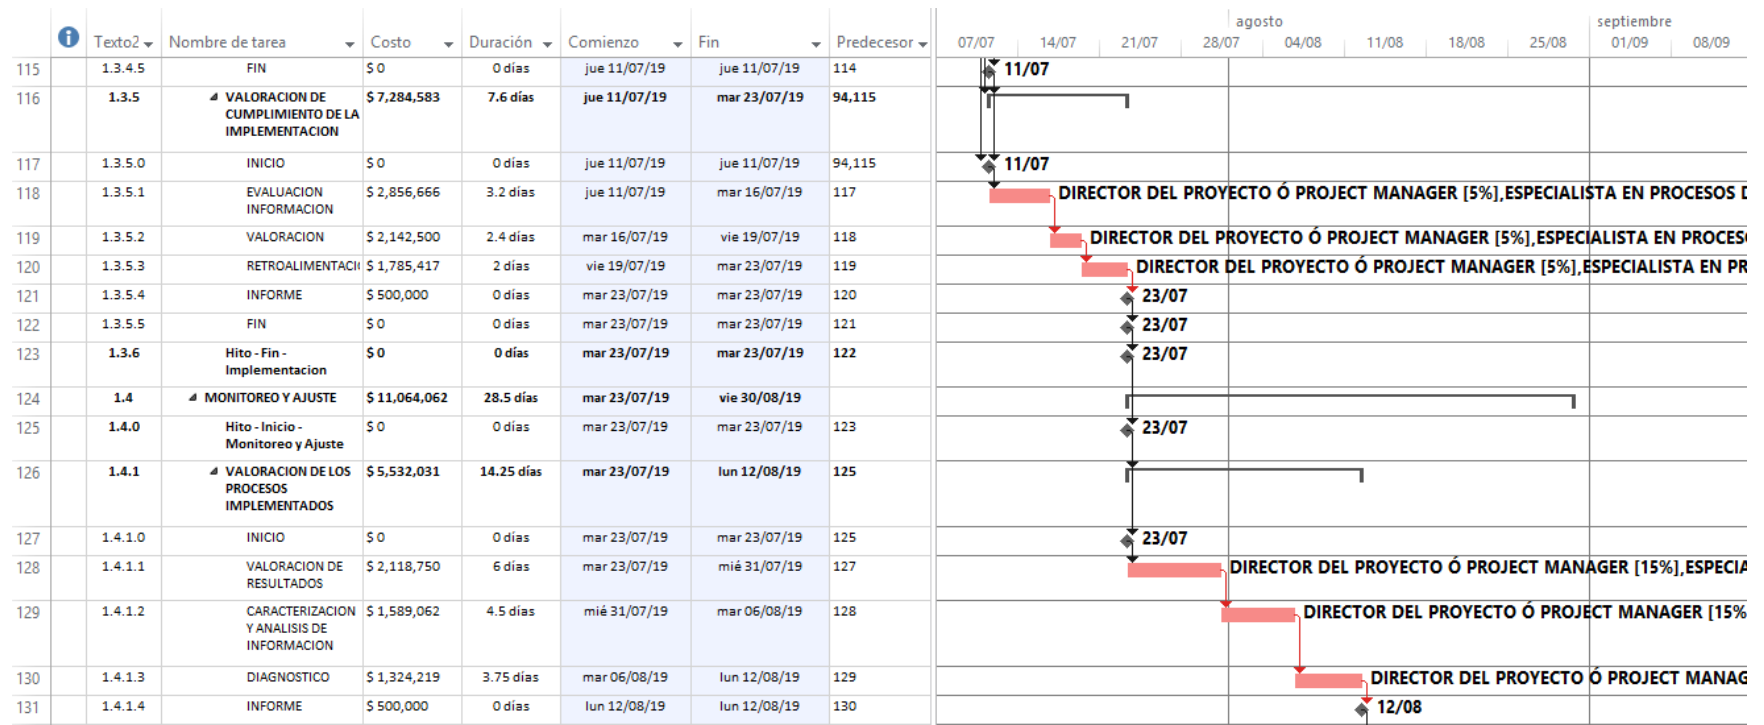 agosto septiembre
Texto2 Nombre de tarea Costo Duración Comienzo Fin Predecesor 07/07 14/07 21/07 28/07 04/08 11/08 18/08 25/08 01/09 08/09
115 1.3.4.5 FIN $ 0 0 días jue 11/07/19 jue 11/07/19 114 11/07
116 1.3.5 VALORACION DE $ 7,284,583 7.6 días jue 11/07/19 mar 23/07/19 94,115
CUMPLIMIENTO DE LA
IMPLEMENTACION
117 1.3.5.0 INICIO $ 0 0 días jue 11/07/19 jue 11/07/19 94,115 11/07
118 1.3.5.1 EVALUACION $ 2,856,666 3.2 días jue 11/07/19 mar 16/07/19 117 DIRECTOR DEL PROYECTO Ó PROJECT MANAGER [5%],ESPECIALISTA EN PROCESOS D
INFORMACION
119 1.3.5.2 VALORACION $ 2,142,500 2.4 días mar 16/07/19 vie 19/07/19 118 DIRECTOR DEL PROYECTO Ó PROJECT MANAGER [5%],ESPECIALISTA EN PROCES
120 1.3.5.3 RETROALIMENTACI $ 1,785,417 2 días vie 19/07/19 mar 23/07/19 119 DIRECTOR DEL PROYECTO Ó PROJECT MANAGER [5%],ESPECIALISTA EN PR
121 1.3.5.4 INFORME $ 500,000 0 días mar 23/07/19 mar 23/07/19 120 23/07
122 1.3.5.5 FIN $ 0 0 días mar 23/07/19 mar 23/07/19 121 23/07
123 1.3.6 Hito - Fin - $ 0 0 días mar 23/07/19 mar 23/07/19 122 23/07
Implementacion
124 1.4 MONITOREO Y AJUSTE $ 11,064,062 28.5 días mar 23/07/19 vie 30/08/19
125 1.4.0 Hito - Inicio - $ 0 0 días mar 23/07/19 mar 23/07/19 123 23/07
Monitoreo y Ajuste
126 1.4.1 VALORACION DE LOS $ 5,532,031 14.25 días mar 23/07/19 lun 12/08/19 125
PROCESOS
IMPLEMENTADOS
127 1.4.1.0 INICIO $ 0 0 días mar 23/07/19 mar 23/07/19 125 23/07
128 1.4.1.1 VALORACION DE $ 2,118,750 6 días mar 23/07/19 mié 31/07/19 127 DIRECTOR DEL PROYECTO Ó PROJECT MANAGER [15%],ESPECIA
RESULTADOS
129 1.4.1.2 CARACTERIZACION $ 1,589,062 4.5 días mié 31/07/19 mar 06/08/19 128 DIRECTOR DEL PROYECTO Ó PROJECT MANAGER [15%
Y ANALISIS DE
INFORMACION
130 1.4.1.3 DIAGNOSTICO $ 1,324,219 3.75 días mar 06/08/19 lun 12/08/19 129 DIRECTOR DEL PROYECTO Ó PROJECT MANAG
131 1.4.1.4 INFORME $ 500,000 0 días lun 12/08/19 lun 12/08/19 130 12/08